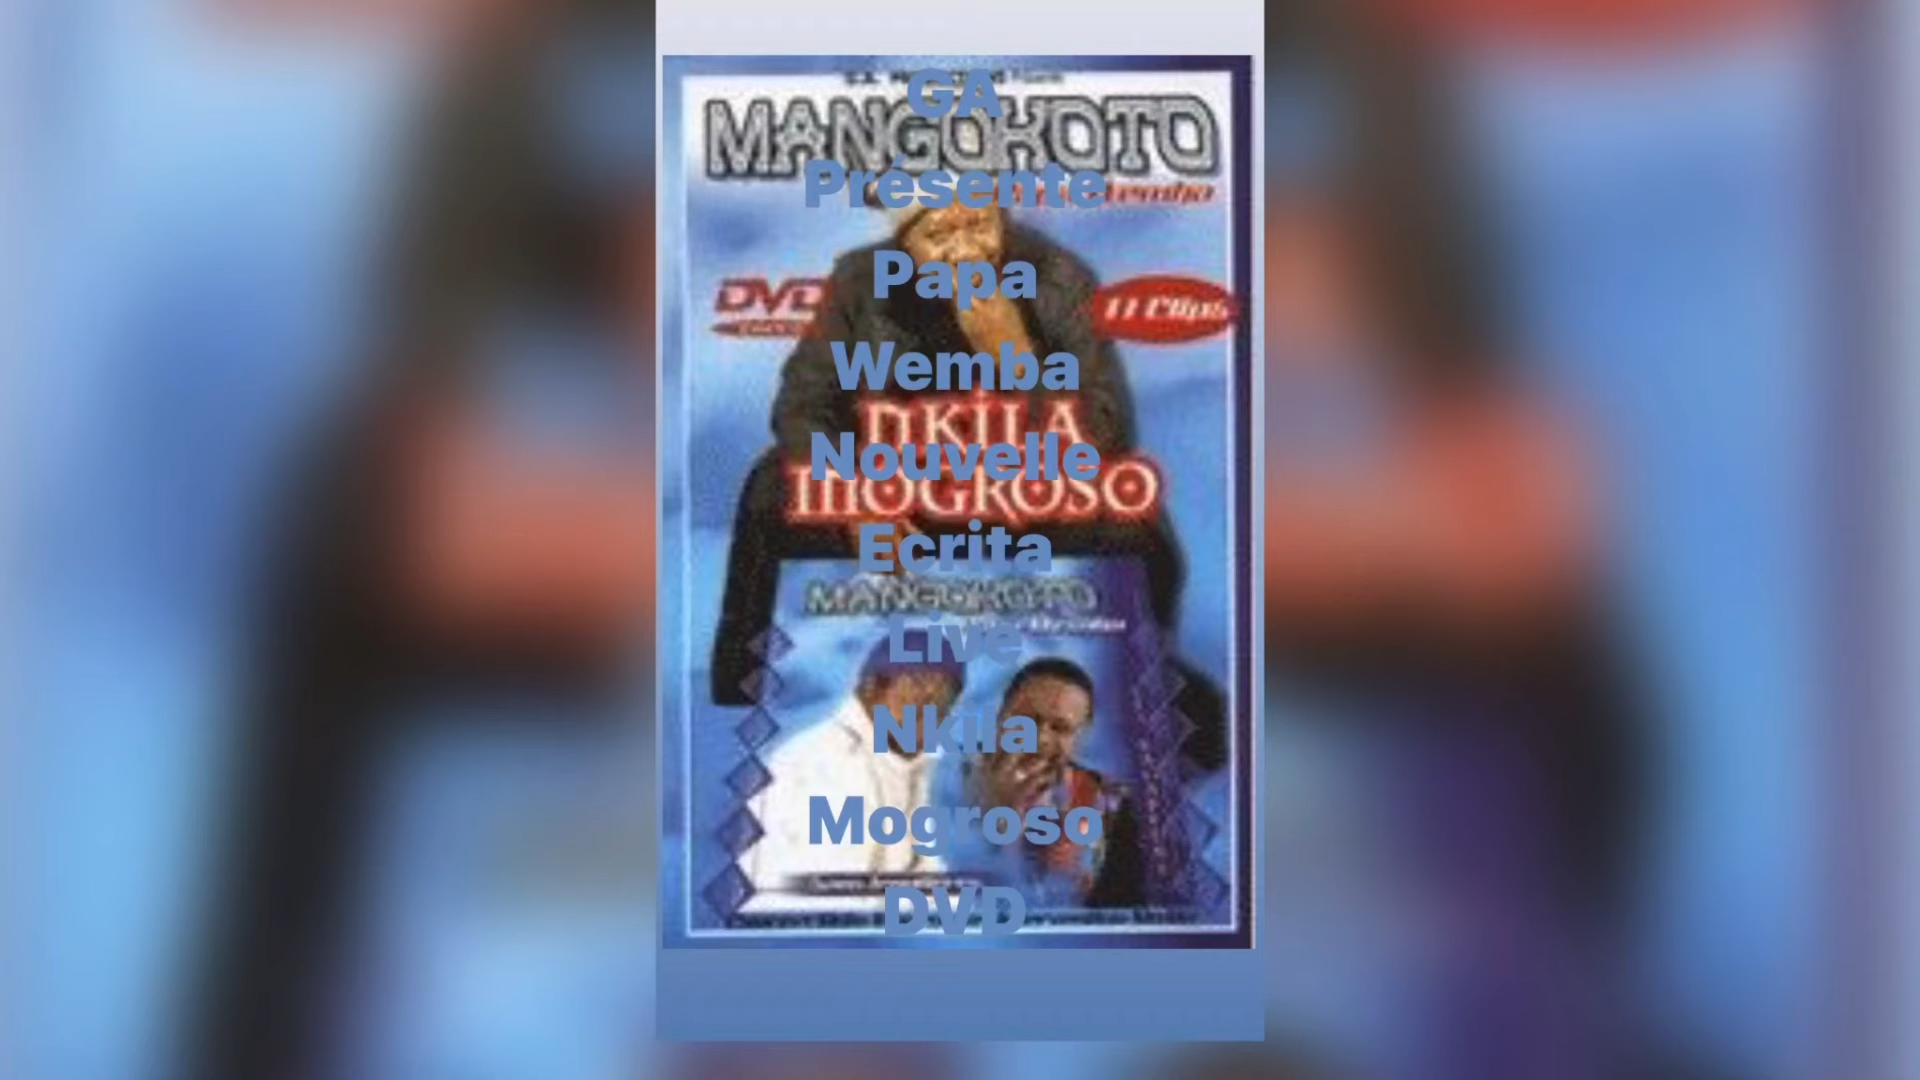 GA
MANGOKOTO
Présente
Papa
DVD
11 Clips
Wemba
NKILA
Nouvelle
MOGROSO
Ecrita
MANGOKOTO
Live
Nkila
Mogroso
DVD